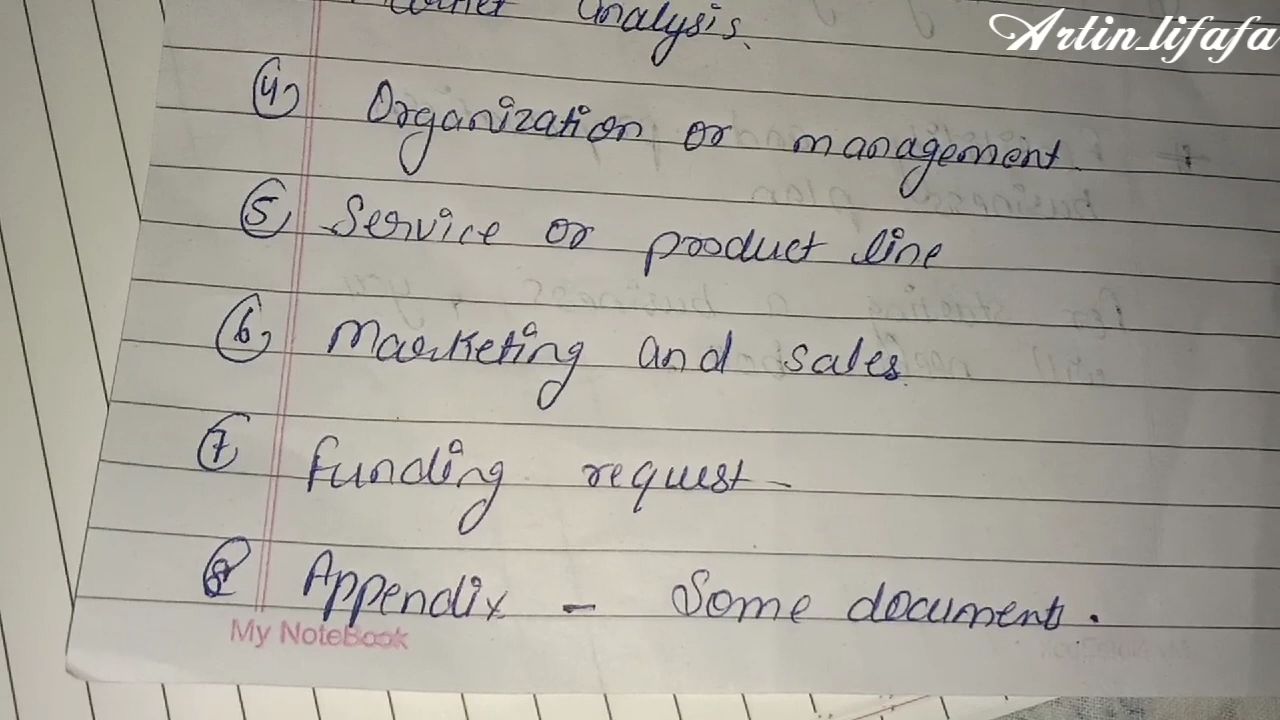 Analysis.
Artin_lifafa
4) Organization or management.
5) Service or product line
6) Marketing and sales.
7) Funding request -
8) Appendix - Some documents.
My NoteBook